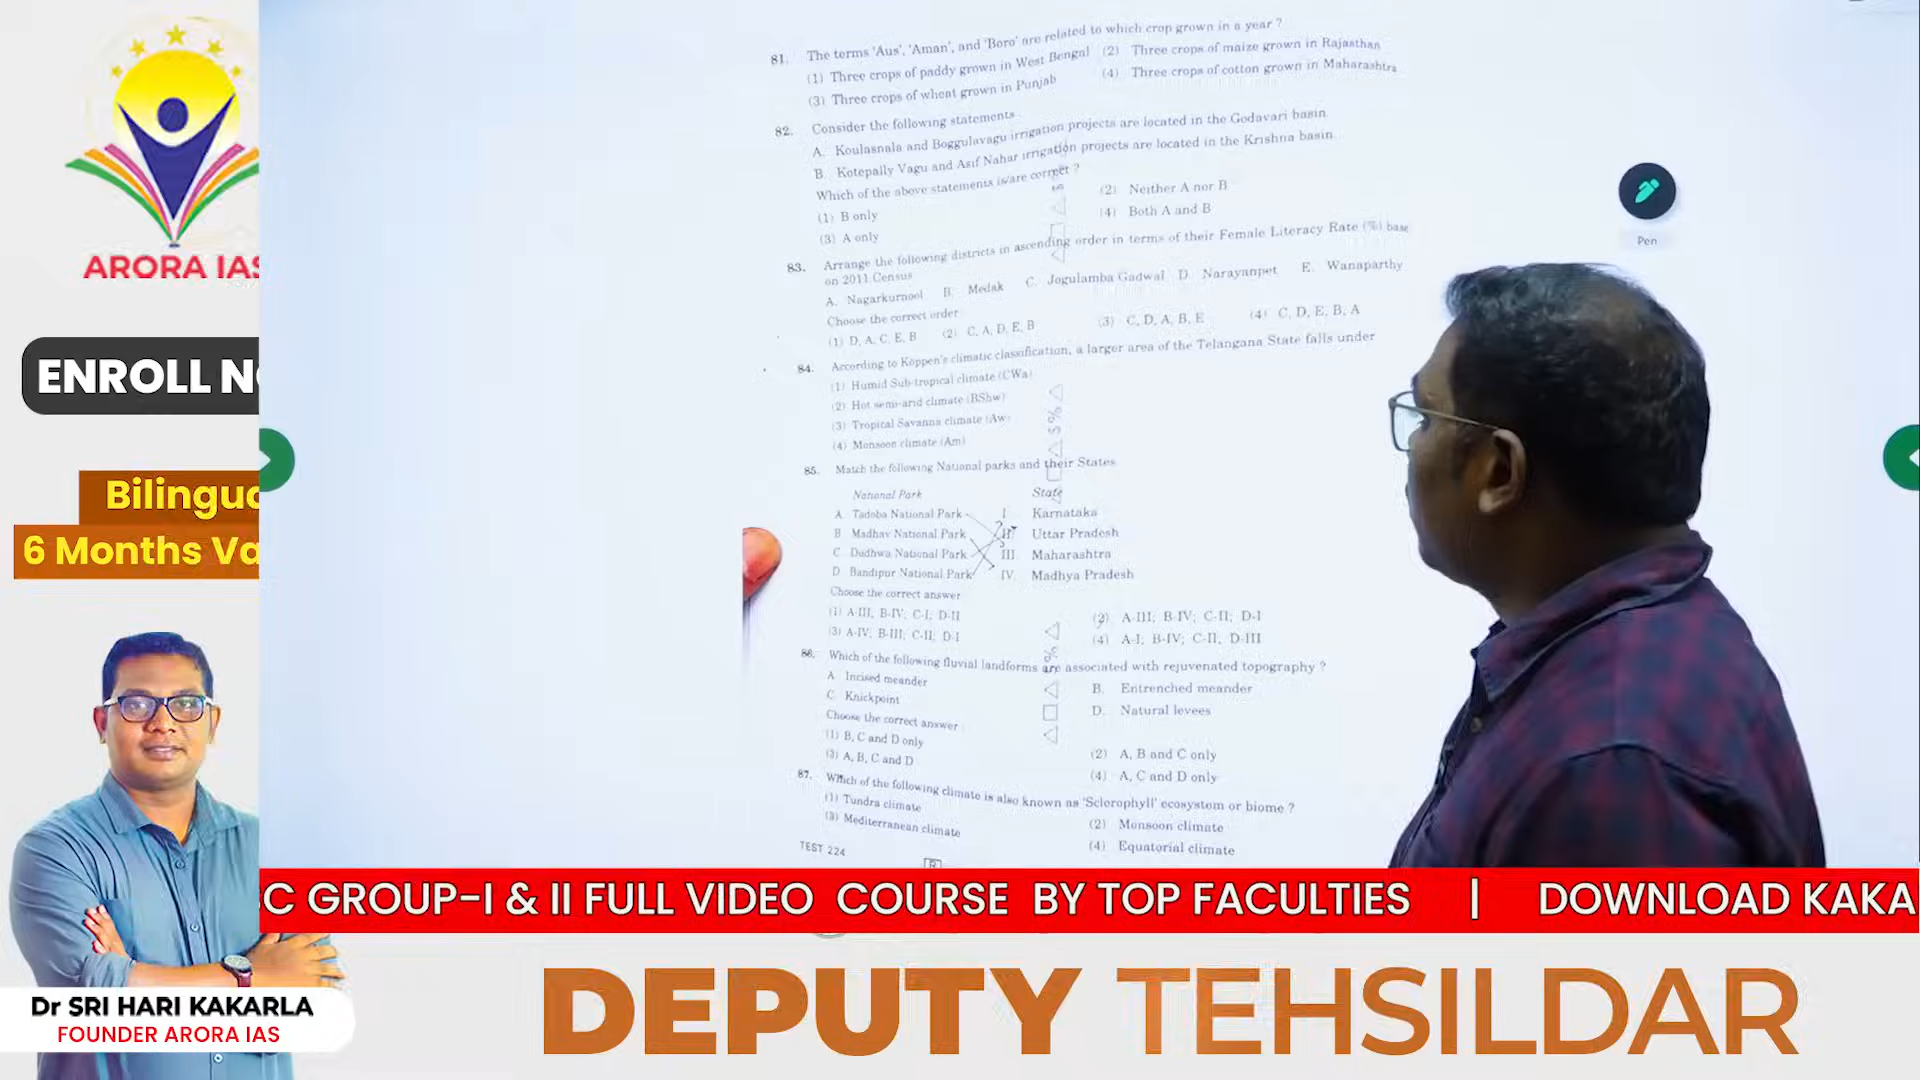 ARORA IAS
ENROLL N
Bilingua
6 Months Va
Dr SRI HARI KAKARLA
FOUNDER ARORA IAS
81. The terms 'Aus', 'Aman', and 'Boro' are related to which crop grown in a year ?
(1) Three crops of paddy grown in West Bengal (2) Three crops of maize grown in Rajasthan
(3) Three crops of wheat grown in Punjab (4) Three crops of cotton grown in Maharashtra
82. Consider the following statements
A. Koulasnala and Boggulavagu irrigation projects are located in the Godavari basin.
B. Kotepally Vagu and Asif Nahar irrigation projects are located in the Krishna basin.
Which of the above statements is/are correct ?
(1) B only (2) Neither A nor B
(3) A only (4) Both A and B
83. Arrange the following districts in ascending order in terms of their Female Literacy Rate (%) base
on 2011 Census
A. Nagarkurnool B. Medak C. Jogulamba Gadwal D. Narayanpet E. Wanaparthy
Choose the correct order
(1) D, A, C, E, B (2) C, A, D, E, B (3) C, D, A, B, E (4) C, D, E, B, A
84. According to Koppen's climatic classification, a larger area of the Telangana State falls under
(1) Humid Sub-tropical climate (CWa)
(2) Hot semi-arid climate (BShw)
(3) Tropical Savanna climate (Aw)
(4) Monsoon climate (Am)
85. Match the following National parks and their States
National Park State
A. Tadoba National Park I Karnataka
B Madhav National Park II Uttar Pradesh
C Dudhwa National Park III. Maharashtra
D Bandipur National Park IV. Madhya Pradesh
Choose the correct answer
(1) A-III; B-IV; C-I; D-II (2) A-III; B-IV; C-II; D-I
(3) A-IV; B-III; C-II; D-I (4) A-I; B-IV; C-II, D-III
86. Which of the following fluvial landforms are associated with rejuvenated topography ?
A Incised meander B. Entrenched meander
C. Knickpoint D. Natural levees
Choose the correct answer
(1) B, C and D only (2) A, B and C only
(3) A, B, C and D (4) A, C and D only
87. Which of the following climate is also known as 'Sclerophyll' ecosystem or biome ?
(1) Tundra climate (2) Monsoon climate
(3) Mediterranean climate (4) Equatorial climate
TEST 224
Pen
SC GROUP-I & II FULL VIDEO COURSE BY TOP FACULTIES | DOWNLOAD KAKA
DEPUTY TEHSILDAR